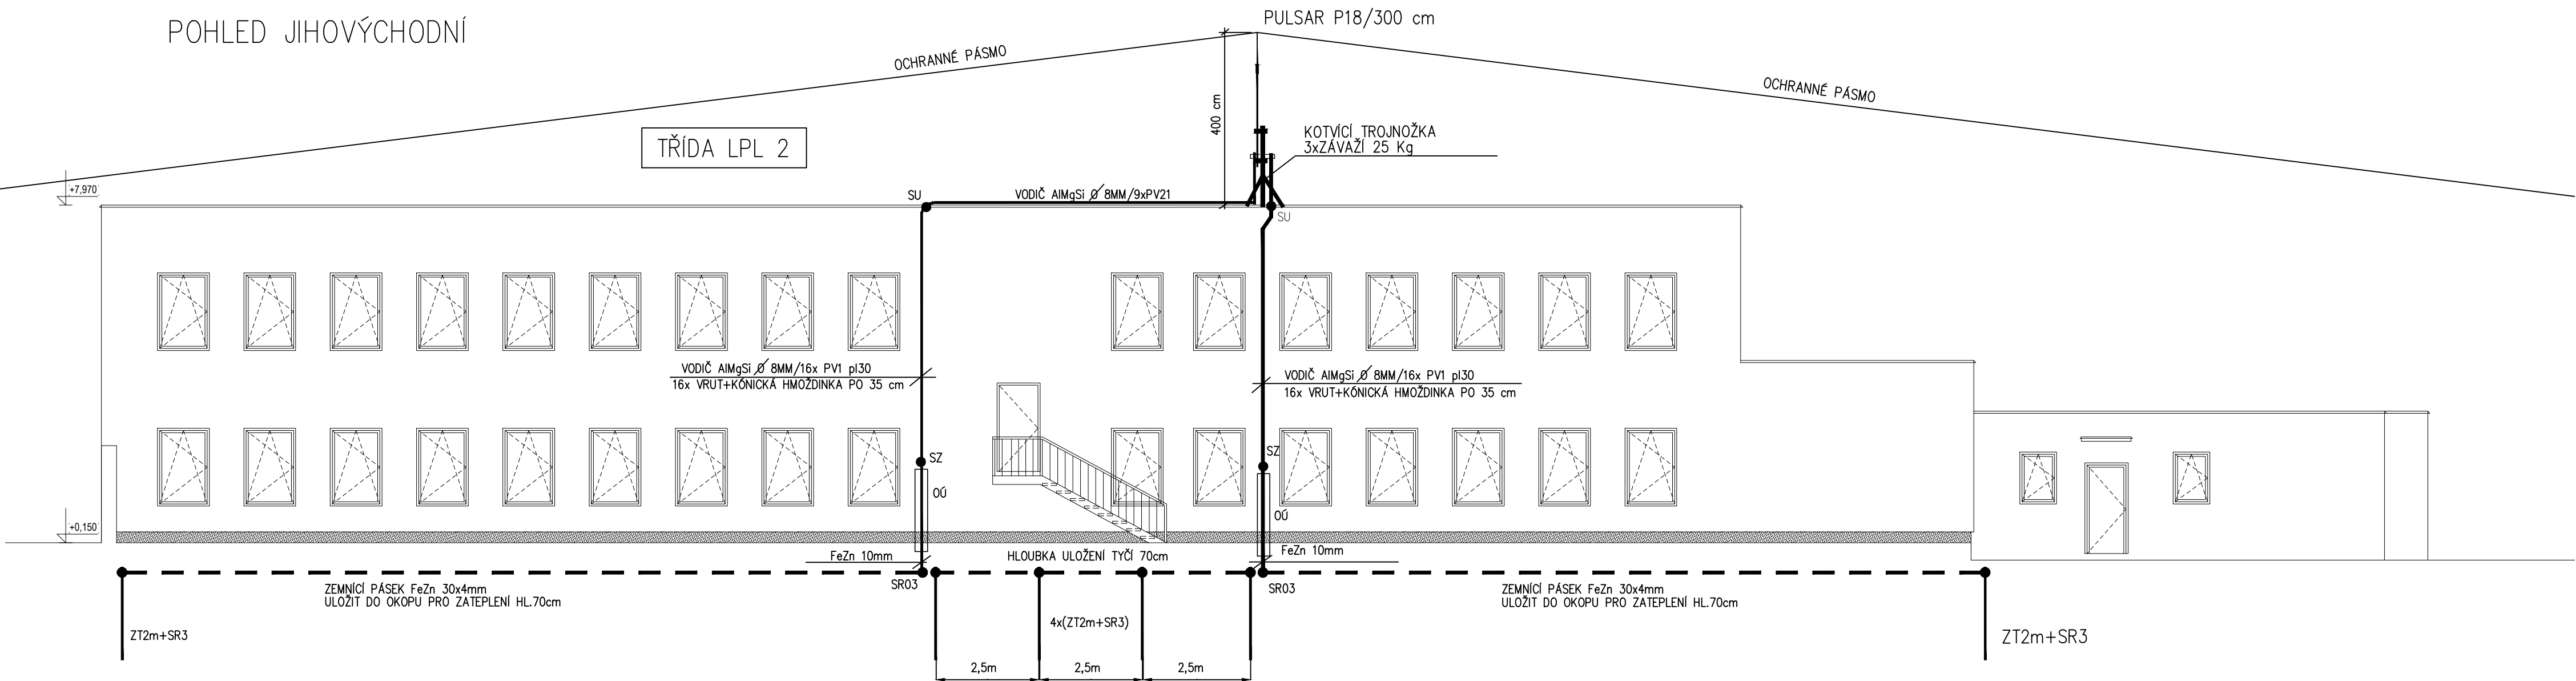 POHLED JIHOVÝCHODNÍ
PULSAR P18/300 cm
OCHRANNÉ PÁSMO
OCHRANNÉ PÁSMO
400 cm
TŘÍDA LPL 2
KOTVÍCÍ TROJNOŽKA
3xZÁVAŽÍ 25 Kg
+7,970
SU
VODIČ AlMgSi Ø 8MM/9xPV21
SU
VODIČ AlMgSi Ø 8MM/16x PV1 pl30
16x VRUT+KÓNICKÁ HMOŽDINKA PO 35 cm
VODIČ AlMgSi Ø 8MM/16x PV1 pl30
16x VRUT+KÓNICKÁ HMOŽDINKA PO 35 cm
SZ
SZ
OÚ
OÚ
+0,150
FeZn 10mm
HLOUBKA ULOŽENÍ TYČÍ 70cm
FeZn 10mm
SR03
SR03
ZEMNÍCÍ PÁSEK FeZn 30x4mm
ULOŽIT DO OKOPU PRO ZATEPLENÍ HL.70cm
ZEMNÍCÍ PÁSEK FeZn 30x4mm
ULOŽIT DO OKOPU PRO ZATEPLENÍ HL.70cm
ZT2m+SR3
4x(ZT2m+SR3)
ZT2m+SR3
2,5m
2,5m
2,5m